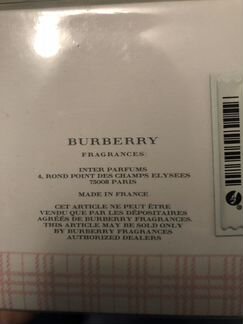 BURBERRY
FRAGRANCES
INTER PARFUMS
4, ROND POINT DES CHAMPS ELYSEES
75008 PARIS
MADE IN FRANCE
CET ARTICLE NE PEUT ÊTRE
VENDU QUE PAR LES DÉPOSITAIRES
AGRÉÉS DE BURBERRY FRAGRANCES.
THIS ARTICLE MAY BE SOLD ONLY
BY BURBERRY FRAGRANCES
AUTHORIZED DEALERS